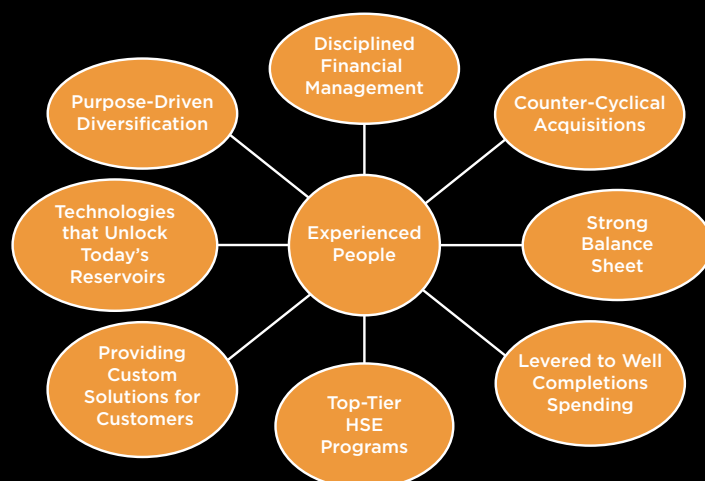 Disciplined
Financial
Management
Purpose-Driven
Diversification
Counter-Cyclical
Acquisitions
Technologies
that Unlock
Today's
Reservoirs
Experienced
People
Strong
Balance
Sheet
Providing
Custom
Solutions for
Customers
Top-Tier
HSE
Programs
Levered to Well
Completions
Spending